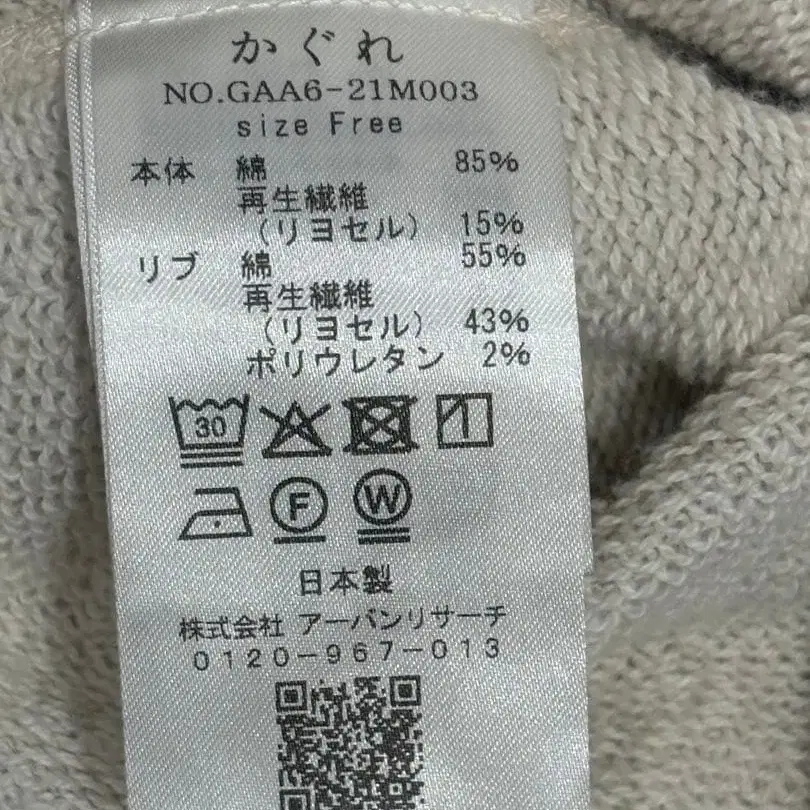 かぐれ
NO.GAA6-21M003
size Free
本体 綿 85%
再生繊維
(リヨセル) 15%
リブ 綿 55%
再生繊維
(リヨセル) 43%
ポリウレタン 2%
30
F W
日本製
株式会社 アーバンリサーチ
0120-967-013